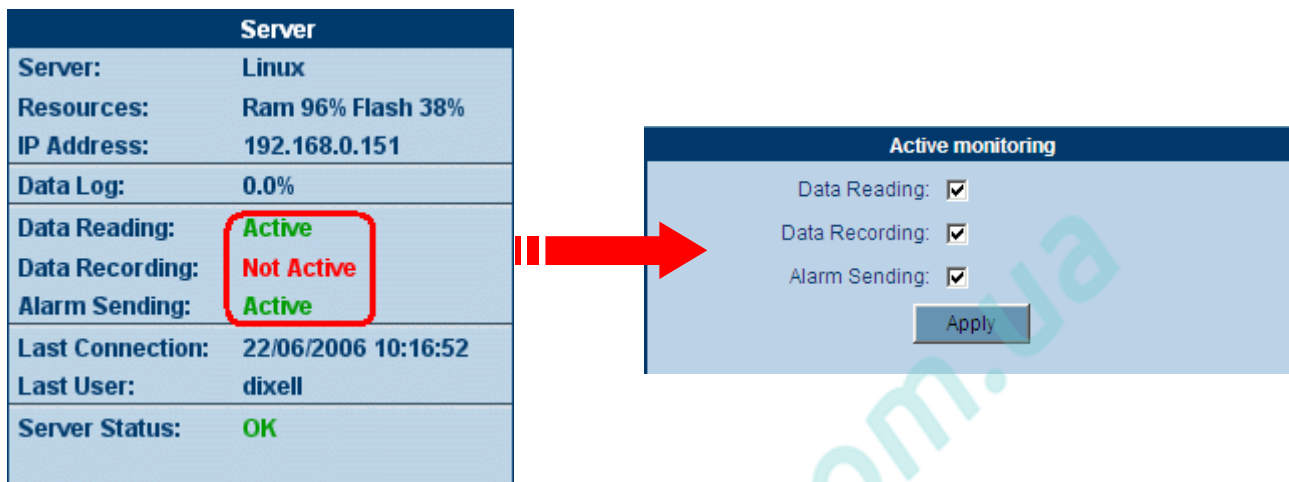 Server
Server: Linux
Resources: Ram 96% Flash 38%
IP Address: 192.168.0.151
Data Log: 0.0%
Data Reading: Active
Data Recording: Not Active
Alarm Sending: Active
Last Connection: 22/06/2006 10:16:52
Last User: dixell
Server Status: OK
Active monitoring
Data Reading:
Data Recording:
Alarm Sending:
Apply
om.ua